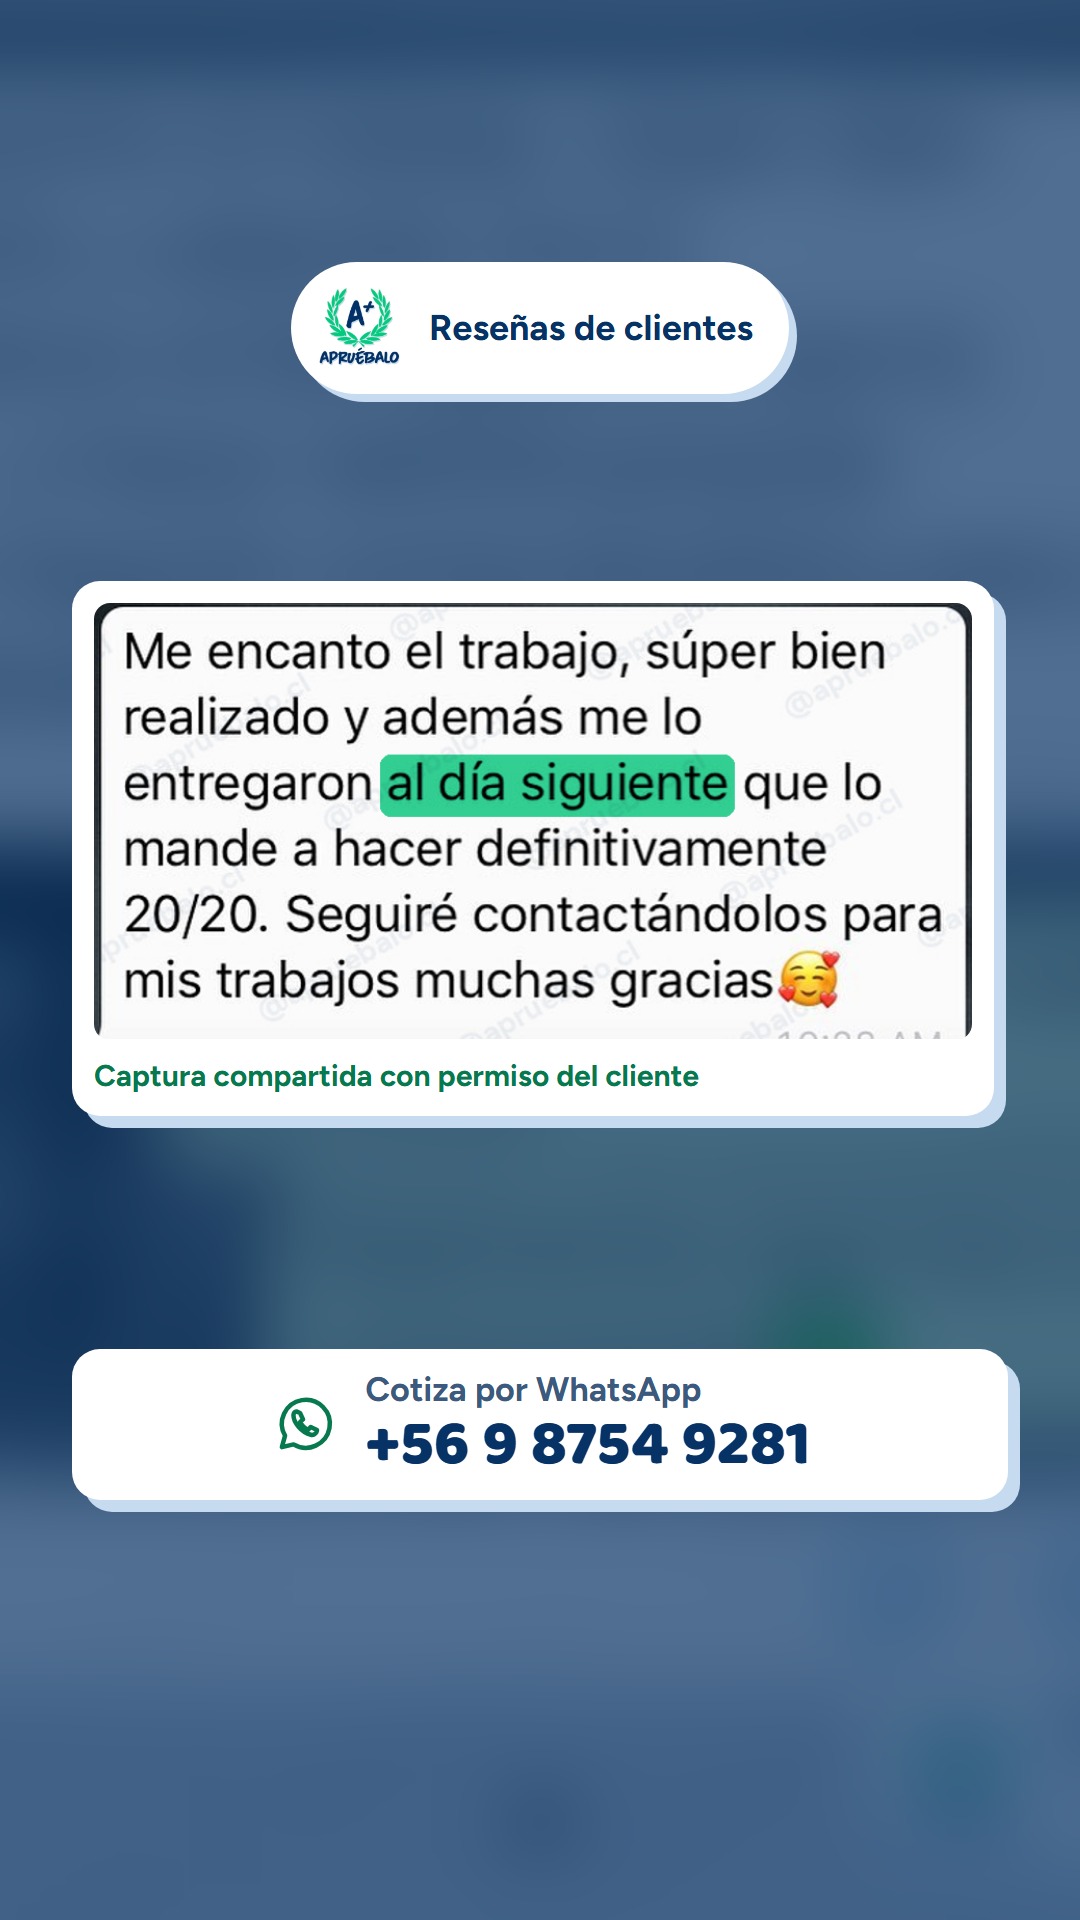 A+
APRUÉBALO
Reseñas de clientes
Me encanto el trabajo, súper bien
realizado y además me lo
entregaron al día siguiente que lo
mande a hacer definitivamente
20/20. Seguiré contactándolos para
mis trabajos muchas gracias🥰
@apruebalo.cl
Captura compartida con permiso del cliente
Cotiza por WhatsApp
+56 9 8754 9281